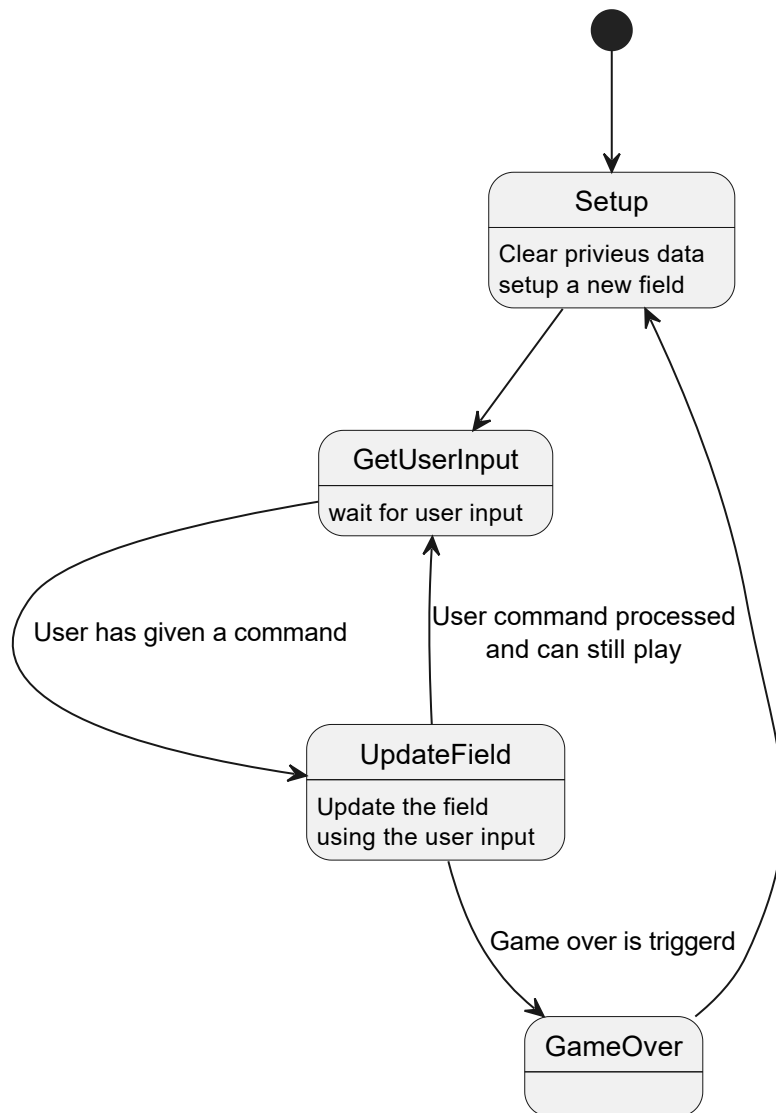 Setup
Clear privieus data
setup a new field
GetUserInput
wait for user input
User has given a command
User command processed
and can still play
UpdateField
Update the field
using the user input
Game over is triggerd
GameOver